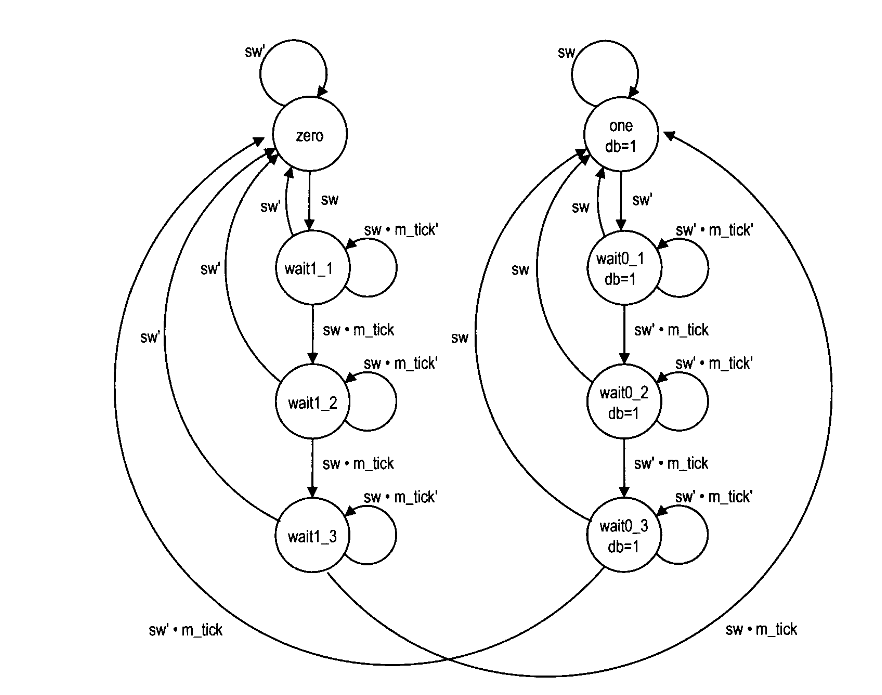 sw'
sw
zero
one
db=1
sw'
sw
sw
sw'
sw • m_tick'
sw' • m_tick'
wait1_1
wait0_1
db=1
sw'
sw
sw • m_tick
sw' • m_tick
sw'
sw
sw • m_tick'
sw' • m_tick'
wait1_2
wait0_2
db=1
sw • m_tick
sw' • m_tick
sw • m_tick'
sw' • m_tick'
wait1_3
wait0_3
db=1
sw' • m_tick
sw • m_tick